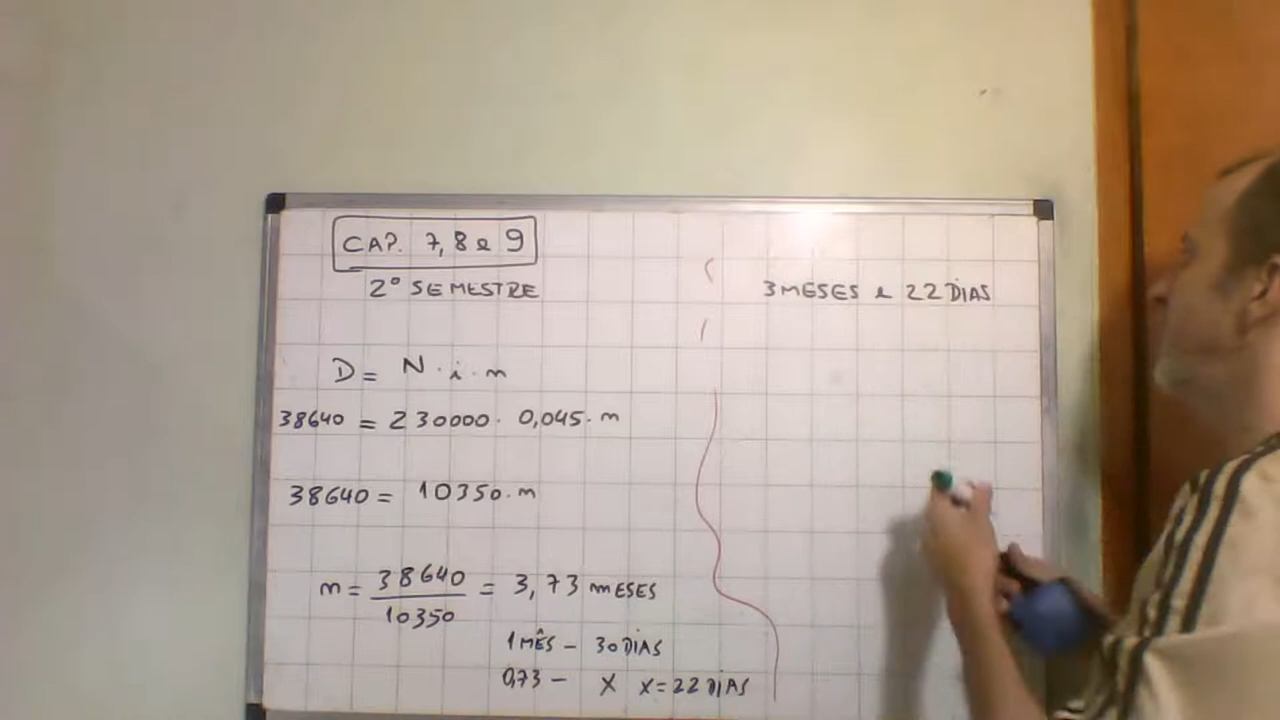 CAP. 7, 8 e 9
2º SEMESTRE
D = N . i . n
38640 = 230000 . 0,045 . n
38640 = 10350 . n
n = 38640 / 10350 = 3,73 MESES
1 MÊS - 30 DIAS
0,73 - X X = 22 DIAS
3 MESES e 22 DIAS